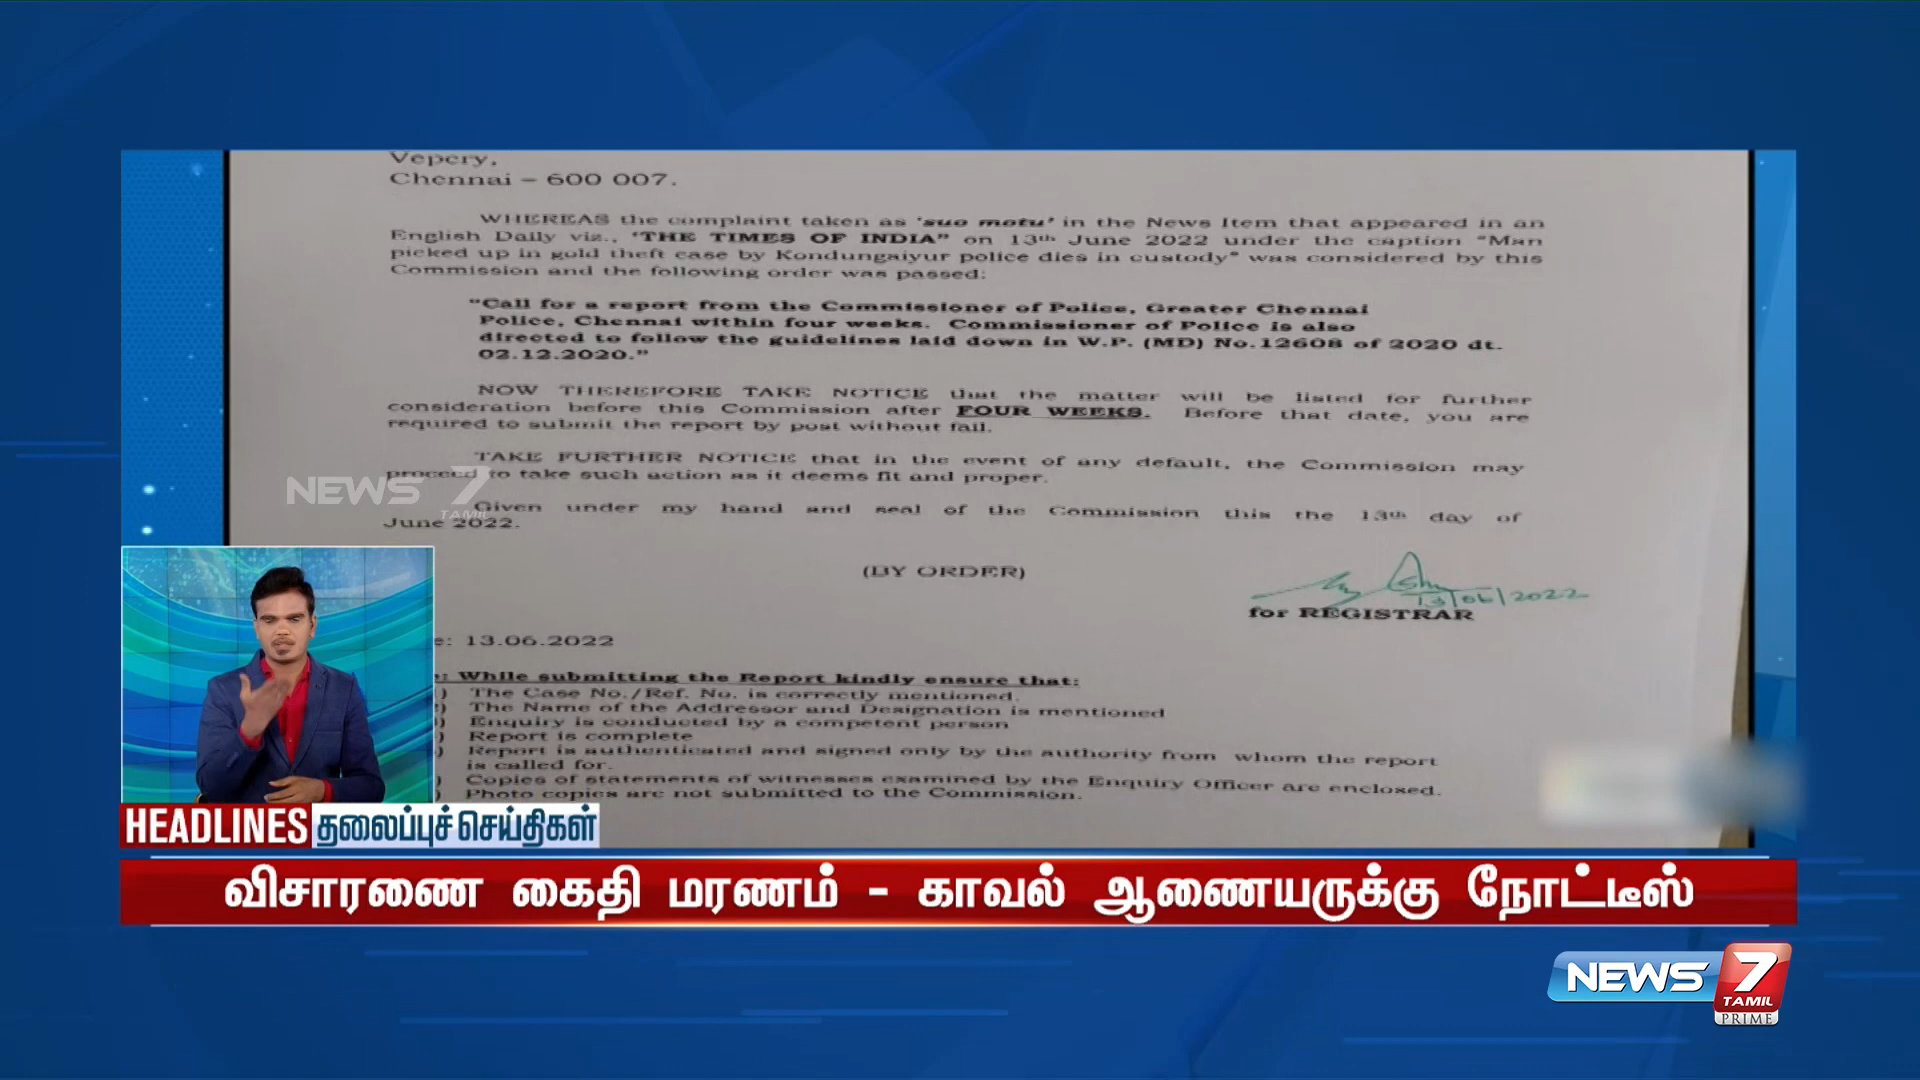 Vepery,
Chennai – 600 007.
WHEREAS the complaint taken as 'suo motu' in the News Item that appeared in an
English Daily viz., 'THE TIMES OF INDIA" on 13th June 2022 under the caption "Man
picked up in gold theft case by Kondungaiyur police dies in custody" was considered by this
Commission and the following order was passed:
"Call for a report from the Commissioner of Police, Greater Chennai
Police, Chennai within four weeks. Commissioner of Police is also
directed to follow the guidelines laid down in W.P. (MD) No.12608 of 2020 dt.
02.12.2020."
NOW THEREFORE TAKE NOTICE that the matter will be listed for further
consideration before this Commission after FOUR WEEKS. Before that date, you are
required to submit the report by post without fail.
TAKE FURTHER NOTICE that in the event of any default, the Commission may
proceed to take such action as it deems fit and proper.
NEWS 7
TAMIL
Given under my hand and seal of the Commission this the 13th day of
June 2022.
(BY ORDER)
13/06/2022
for REGISTRAR
e: 13.06.2022
e: While submitting the Report kindly ensure that:
) The Case No./Ref. No. is correctly mentioned.
) The Name of the Addressor and Designation is mentioned
) Enquiry is conducted by a competent person
) Report is complete
) Report is authenticated and signed only by the authority from whom the report
is called for.
) Copies of statements of witnesses examined by the Enquiry Officer are enclosed.
) Photo copies are not submitted to the Commission.
HEADLINES தலைப்புச் செய்திகள்
விசாரணை கைதி மரணம் - காவல் ஆணையருக்கு நோட்டீஸ்
NEWS 7
TAMIL
PRIME